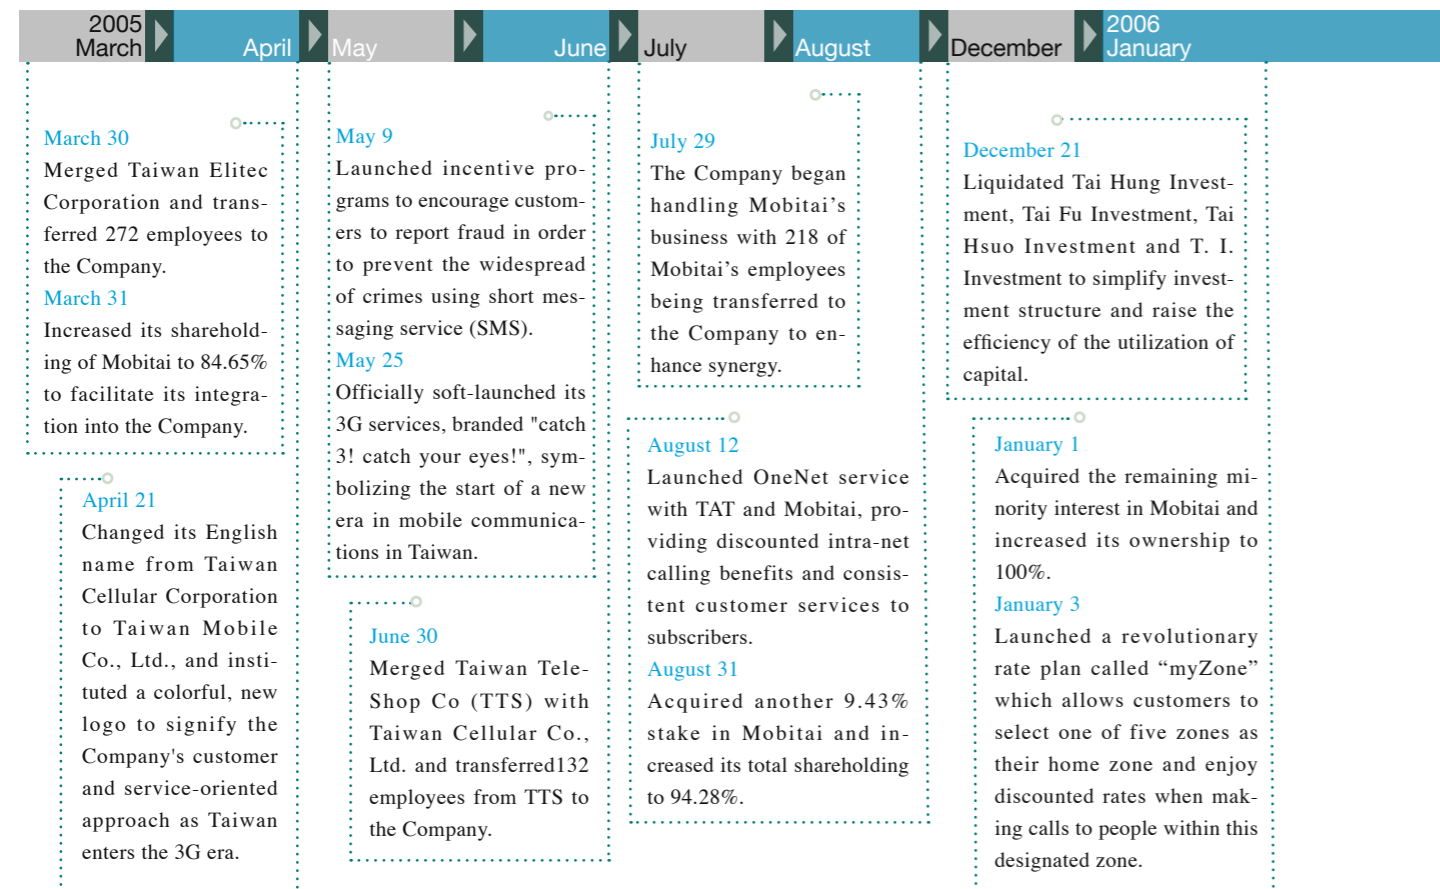 2005
March
April
May
June
July
August
December
2006
January
March 30
Merged Taiwan Elitec
Corporation and trans-
ferred 272 employees to
the Company.
March 31
Increased its sharehold-
ing of Mobitai to 84.65%
to facilitate its integra-
tion into the Company.
April 21
Changed its English
name from Taiwan
Cellular Corporation
to Taiwan Mobile
Co., Ltd., and insti-
tuted a colorful, new
logo to signify the
Company's customer
and service-oriented
approach as Taiwan
enters the 3G era.
May 9
Launched incentive pro-
grams to encourage custom-
ers to report fraud in order
to prevent the widespread
of crimes using short mes-
saging service (SMS).
May 25
Officially soft-launched its
3G services, branded "catch
3! catch your eyes!", sym-
bolizing the start of a new
era in mobile communica-
tions in Taiwan.
June 30
Merged Taiwan Tele-
Shop Co (TTS) with
Taiwan Cellular Co.,
Ltd. and transferred132
employees from TTS to
the Company.
July 29
The Company began
handling Mobitai’s
business with 218 of
Mobitai’s employees
being transferred to
the Company to en-
hance synergy.
August 12
Launched OneNet service
with TAT and Mobitai, pro-
viding discounted intra-net
calling benefits and consis-
tent customer services to
subscribers.
August 31
Acquired another 9.43%
stake in Mobitai and in-
creased its total shareholding
to 94.28%.
December 21
Liquidated Tai Hung Invest-
ment, Tai Fu Investment, Tai
Hsuo Investment and T. I.
Investment to simplify invest-
ment structure and raise the
efficiency of the utilization of
capital.
January 1
Acquired the remaining mi-
nority interest in Mobitai and
increased its ownership to
100%.
January 3
Launched a revolutionary
rate plan called “myZone”
which allows customers to
select one of five zones as
their home zone and enjoy
discounted rates when mak-
ing calls to people within this
designated zone.